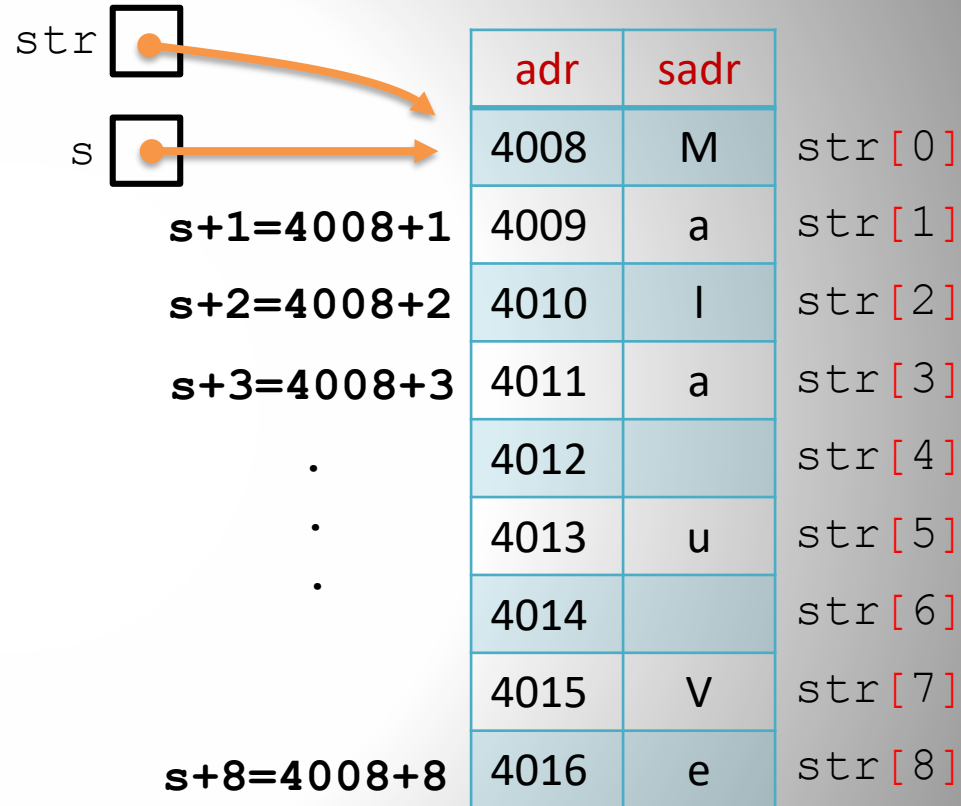 str
adr sadr
s 4008 M str[0]
s+1=4008+1 4009 a str[1]
s+2=4008+2 4010 l str[2]
s+3=4008+3 4011 a str[3]
. 4012 str[4]
. 4013 u str[5]
. 4014 str[6]
4015 V str[7]
s+8=4008+8 4016 e str[8]